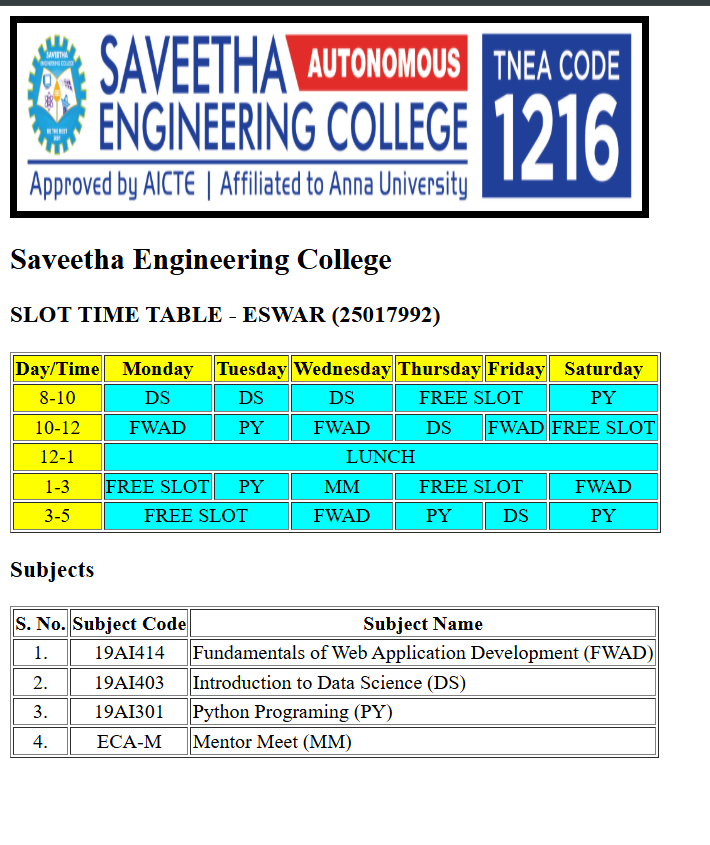 SAVEETHA AUTONOMOUS
ENGINEERING COLLEGE
Approved by AICTE | Affiliated to Anna University
TNEA CODE
1216
Saveetha Engineering College
SLOT TIME TABLE - ESWAR (25017992)
Day/Time Monday Tuesday Wednesday Thursday Friday Saturday
8-10 DS DS DS FREE SLOT PY
10-12 FWAD PY FWAD DS FWAD FREE SLOT
12-1 LUNCH
1-3 FREE SLOT PY MM FREE SLOT FWAD
3-5 FREE SLOT FWAD PY DS PY
Subjects
S. No. Subject Code Subject Name
1. 19AI414 Fundamentals of Web Application Development (FWAD)
2. 19AI403 Introduction to Data Science (DS)
3. 19AI301 Python Programing (PY)
4. ECA-M Mentor Meet (MM)